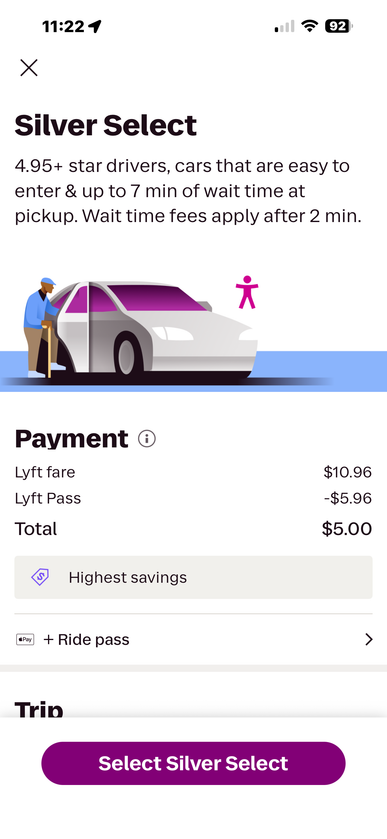 11:22
92
Silver Select
4.95+ star drivers, cars that are easy to
enter & up to 7 min of wait time at
pickup. Wait time fees apply after 2 min.
Payment
Lyft fare $10.96
Lyft Pass -$5.96
Total $5.00
Highest savings
Pay + Ride pass
Trip
Select Silver Select